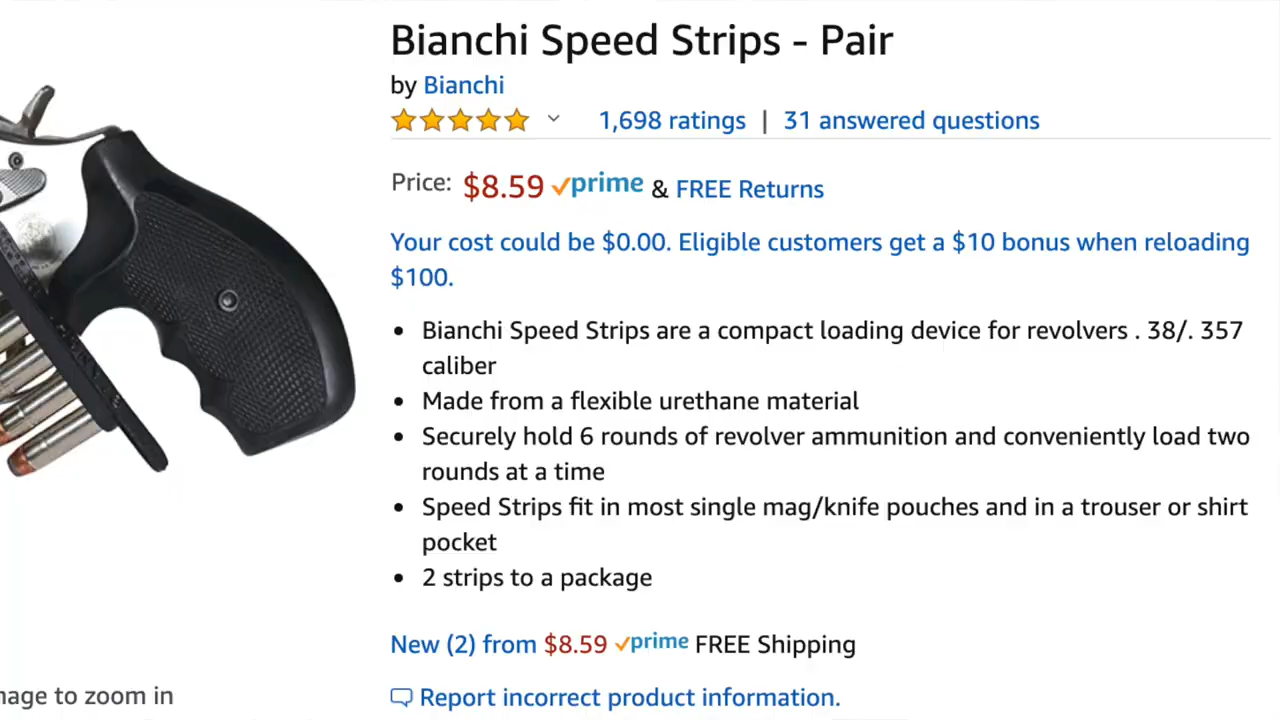 Bianchi Speed Strips - Pair
by Bianchi
1,698 ratings | 31 answered questions
Price: $8.59 prime & FREE Returns
Your cost could be $0.00. Eligible customers get a $10 bonus when reloading
$100.
• Bianchi Speed Strips are a compact loading device for revolvers . 38/. 357
caliber
• Made from a flexible urethane material
• Securely hold 6 rounds of revolver ammunition and conveniently load two
rounds at a time
• Speed Strips fit in most single mag/knife pouches and in a trouser or shirt
pocket
• 2 strips to a package
New (2) from $8.59 prime FREE Shipping
to zoom in
Report incorrect product information.